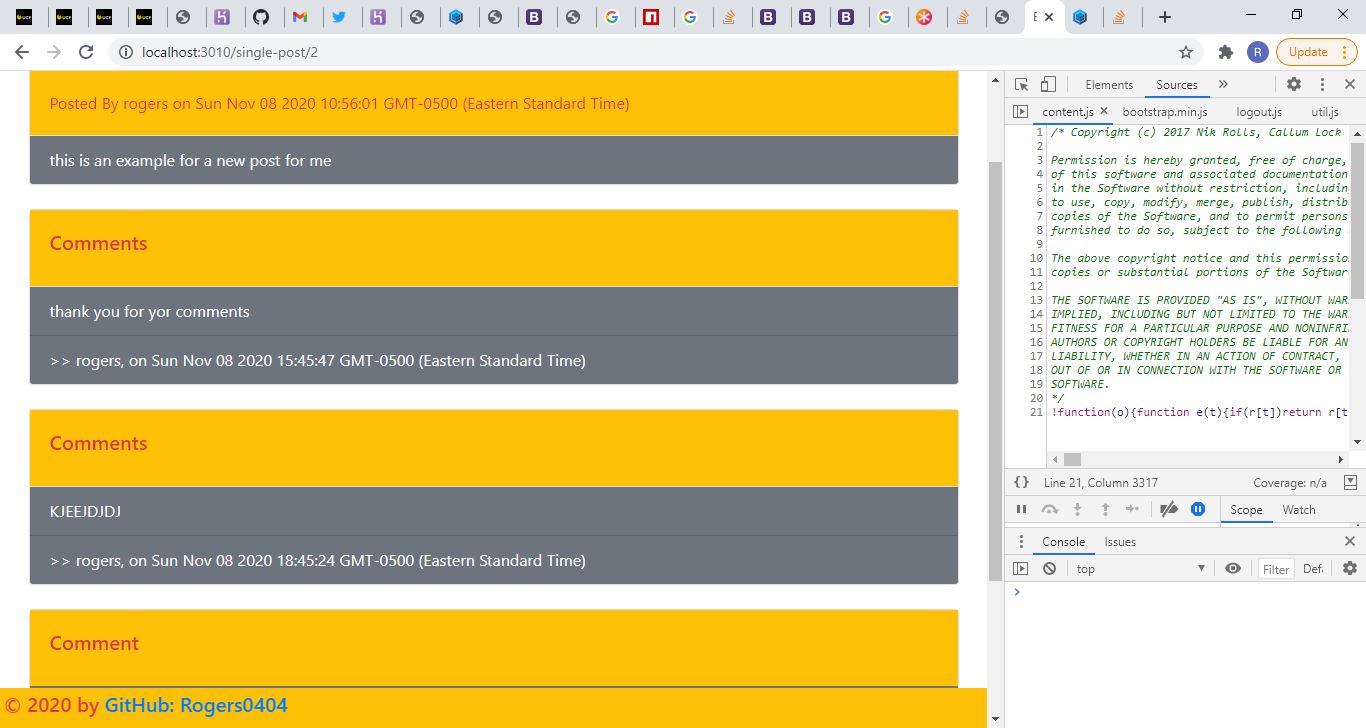 UCF
UCF
UCF
UCF
E
localhost:3010/single-post/2
R
Update
Posted By rogers on Sun Nov 08 2020 10:56:01 GMT-0500 (Eastern Standard Time)
this is an example for a new post for me
Comments
thank you for yor comments
>> rogers, on Sun Nov 08 2020 15:45:47 GMT-0500 (Eastern Standard Time)
Comments
KJEEJDJDJ
>> rogers, on Sun Nov 08 2020 18:45:24 GMT-0500 (Eastern Standard Time)
Comment
© 2020 by GitHub: Rogers0404
Elements Sources »
content.js bootstrap.min.js logout.js util.js
1 /* Copyright (c) 2017 Nik Rolls, Callum Lock
2
3 Permission is hereby granted, free of charge,
4 of this software and associated documentation
5 in the Software without restriction, including
6 to use, copy, modify, merge, publish, distrib
7 copies of the Software, and to permit persons
8 furnished to do so, subject to the following
9
10 The above copyright notice and this permissio
11 copies or substantial portions of the Softwar
12
13 THE SOFTWARE IS PROVIDED "AS IS", WITHOUT WAR
14 IMPLIED, INCLUDING BUT NOT LIMITED TO THE WAR
15 FITNESS FOR A PARTICULAR PURPOSE AND NONINFRI
16 AUTHORS OR COPYRIGHT HOLDERS BE LIABLE FOR AN
17 LIABILITY, WHETHER IN AN ACTION OF CONTRACT,
18 OUT OF OR IN CONNECTION WITH THE SOFTWARE OR
19 SOFTWARE.
20 */
21 !function(o){function e(t){if(r[t])return r[t
{} Line 21, Column 3317 Coverage: n/a
Scope Watch
Console Issues
top Filter Defa